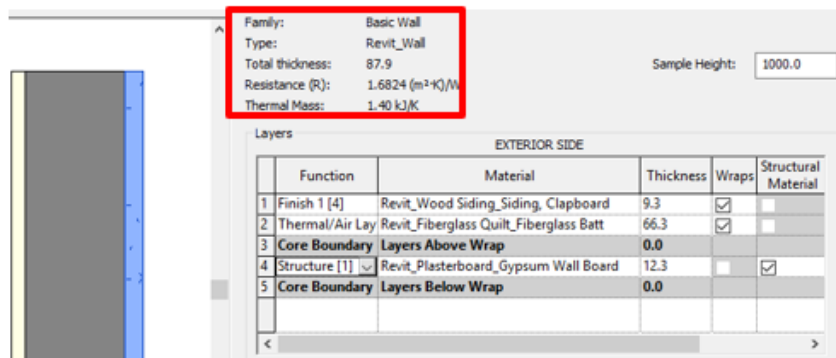 Family: Basic Wall
Type: Revit_Wall
Total thickness: 87.9 Sample Height: 1000.0
Resistance (R): 1.6824 (m²·K)/W
Thermal Mass: 1.40 kJ/K
Layers
EXTERIOR SIDE
Function Material Thickness Wraps Structural Material
1 Finish 1 [4] Revit_Wood Siding_Siding, Clapboard 9.3
2 Thermal/Air Lay Revit_Fiberglass Quilt_Fiberglass Batt 66.3
3 Core Boundary Layers Above Wrap 0.0
4 Structure [1] Revit_Plasterboard_Gypsum Wall Board 12.3
5 Core Boundary Layers Below Wrap 0.0